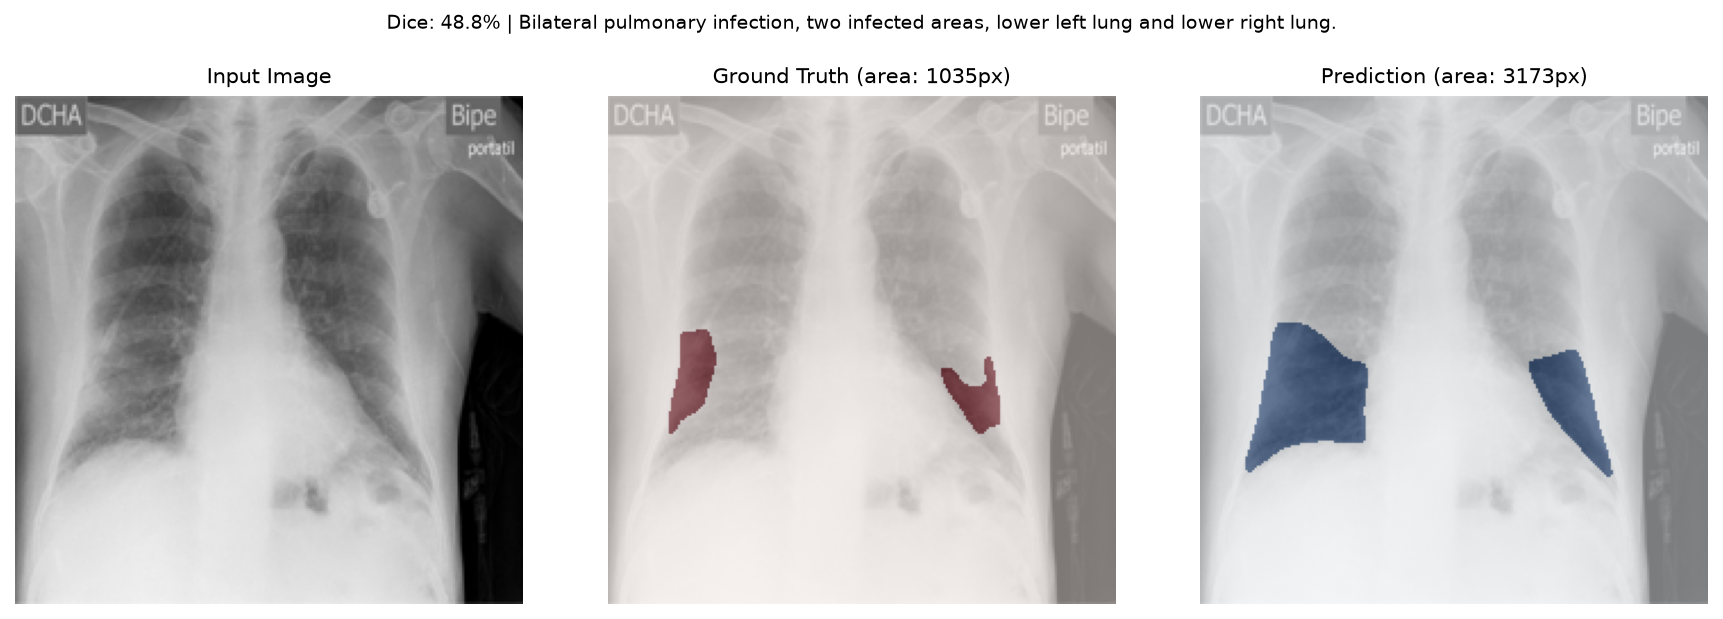 Dice: 48.8% | Bilateral pulmonary infection, two infected areas, lower left lung and lower right lung.
Input Image
Ground Truth (area: 1035px)
Prediction (area: 3173px)
DCHA
Bipe
portatil
DCHA
Bipe
portatil
DCHA
Bipe
portatil